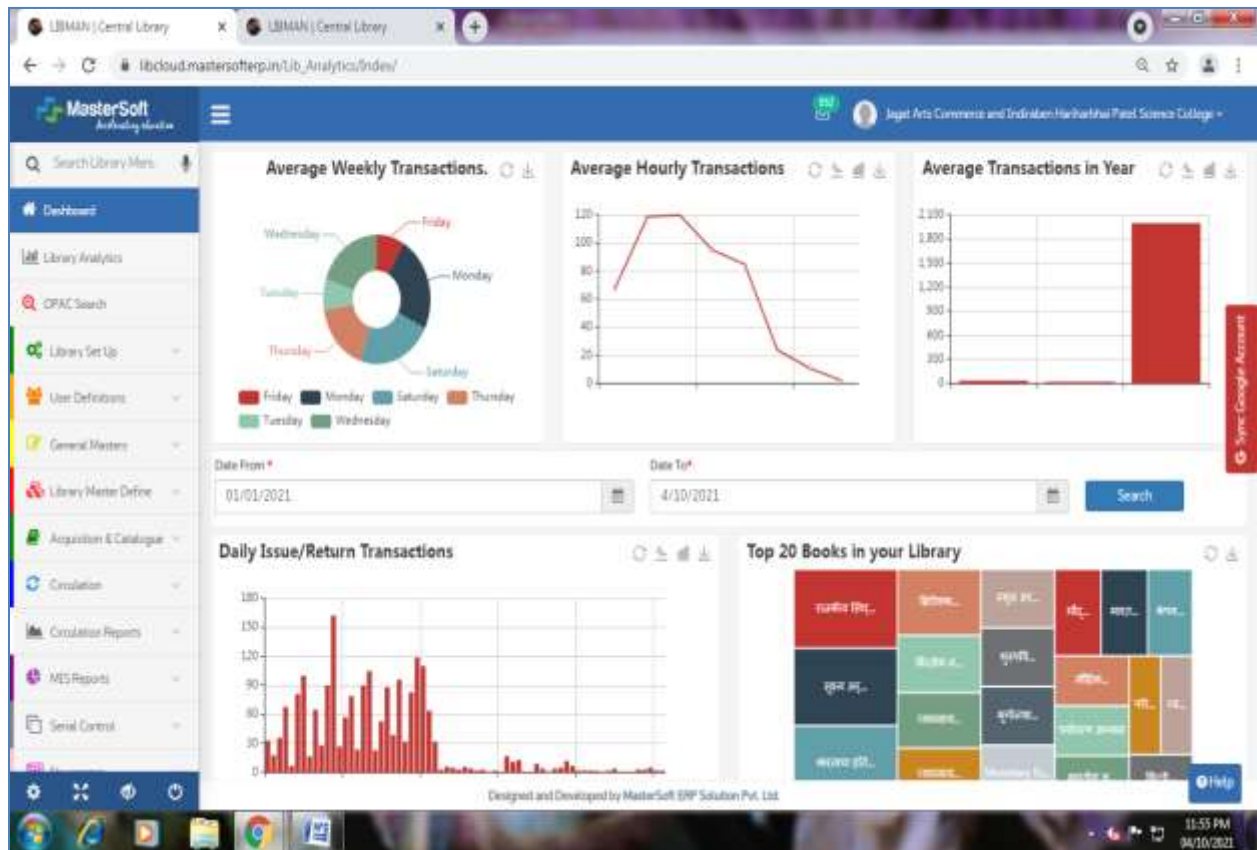 LIBMAN | Central Library
LIBMAN | Central Library
libcloud.mastersofterp.in/Lib_Analytics/Index/
MasterSoft
Accelerating education
Jagat Arts Commerce and Indiraben Hariharbhai Patel Science College
Search Library Menu
Dashboard
Library Analytics
OPAC Search
Library Set Up
User Definitions
General Masters
Library Master Define
Acquisition & Catalogue
Circulation
Circulation Reports
MIS Reports
Serial Control
Average Weekly Transactions.
Wednesday
Friday
Tuesday
Monday
Thursday
Saturday
Friday Monday Saturday Thursday
Tuesday Wednesday
Average Hourly Transactions
120
100
80
60
40
20
0
Average Transactions in Year
2,100
1,800
1,500
1,200
900
600
300
0
Sync Google Account
Date From *
01/01/2021
Date To*
4/10/2021
Search
Daily Issue/Return Transactions
180
150
120
90
60
30
0
Top 20 Books in your Library
Help
Designed and Developed by MasterSoft ERP Solution Pvt. Ltd.
11:55 PM
04/10/2021